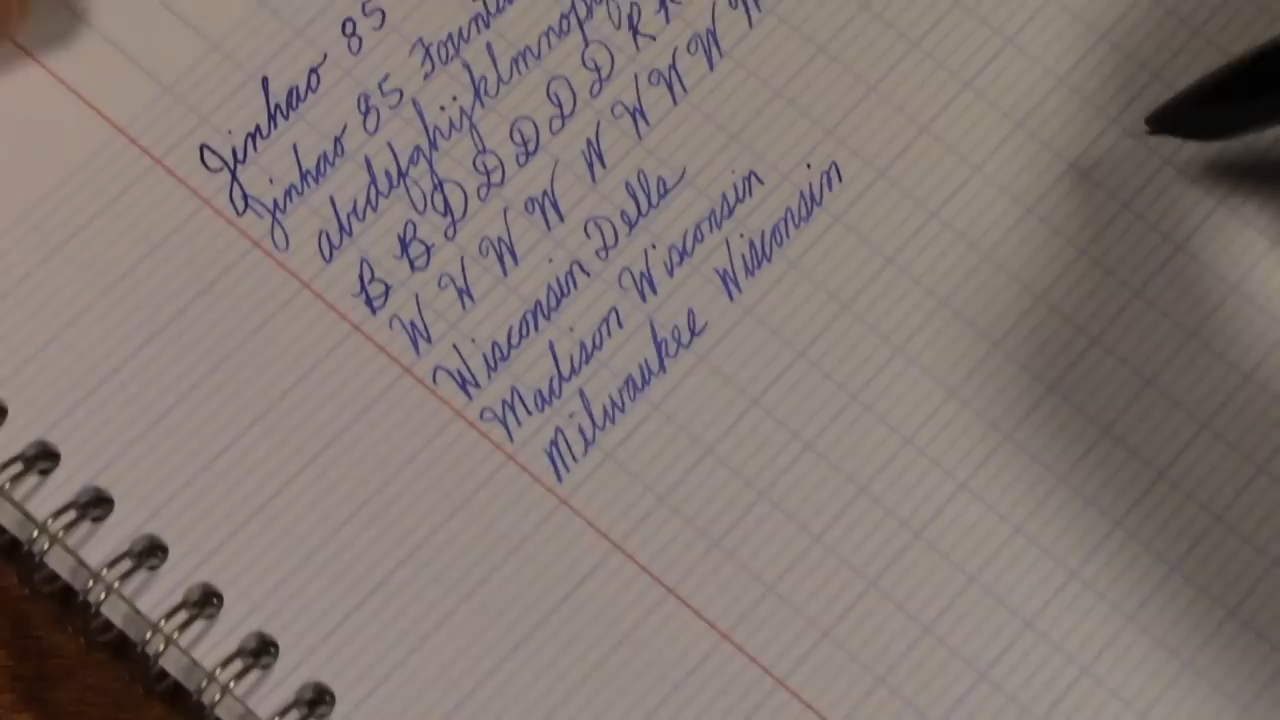 Jinhao 85
Jinhao 85
abcdefghijklmnop
B B D D D D D R R
W W W W W W W W W
Wisconsin Dells
Madison Wisconsin
Milwaukee Wisconsin